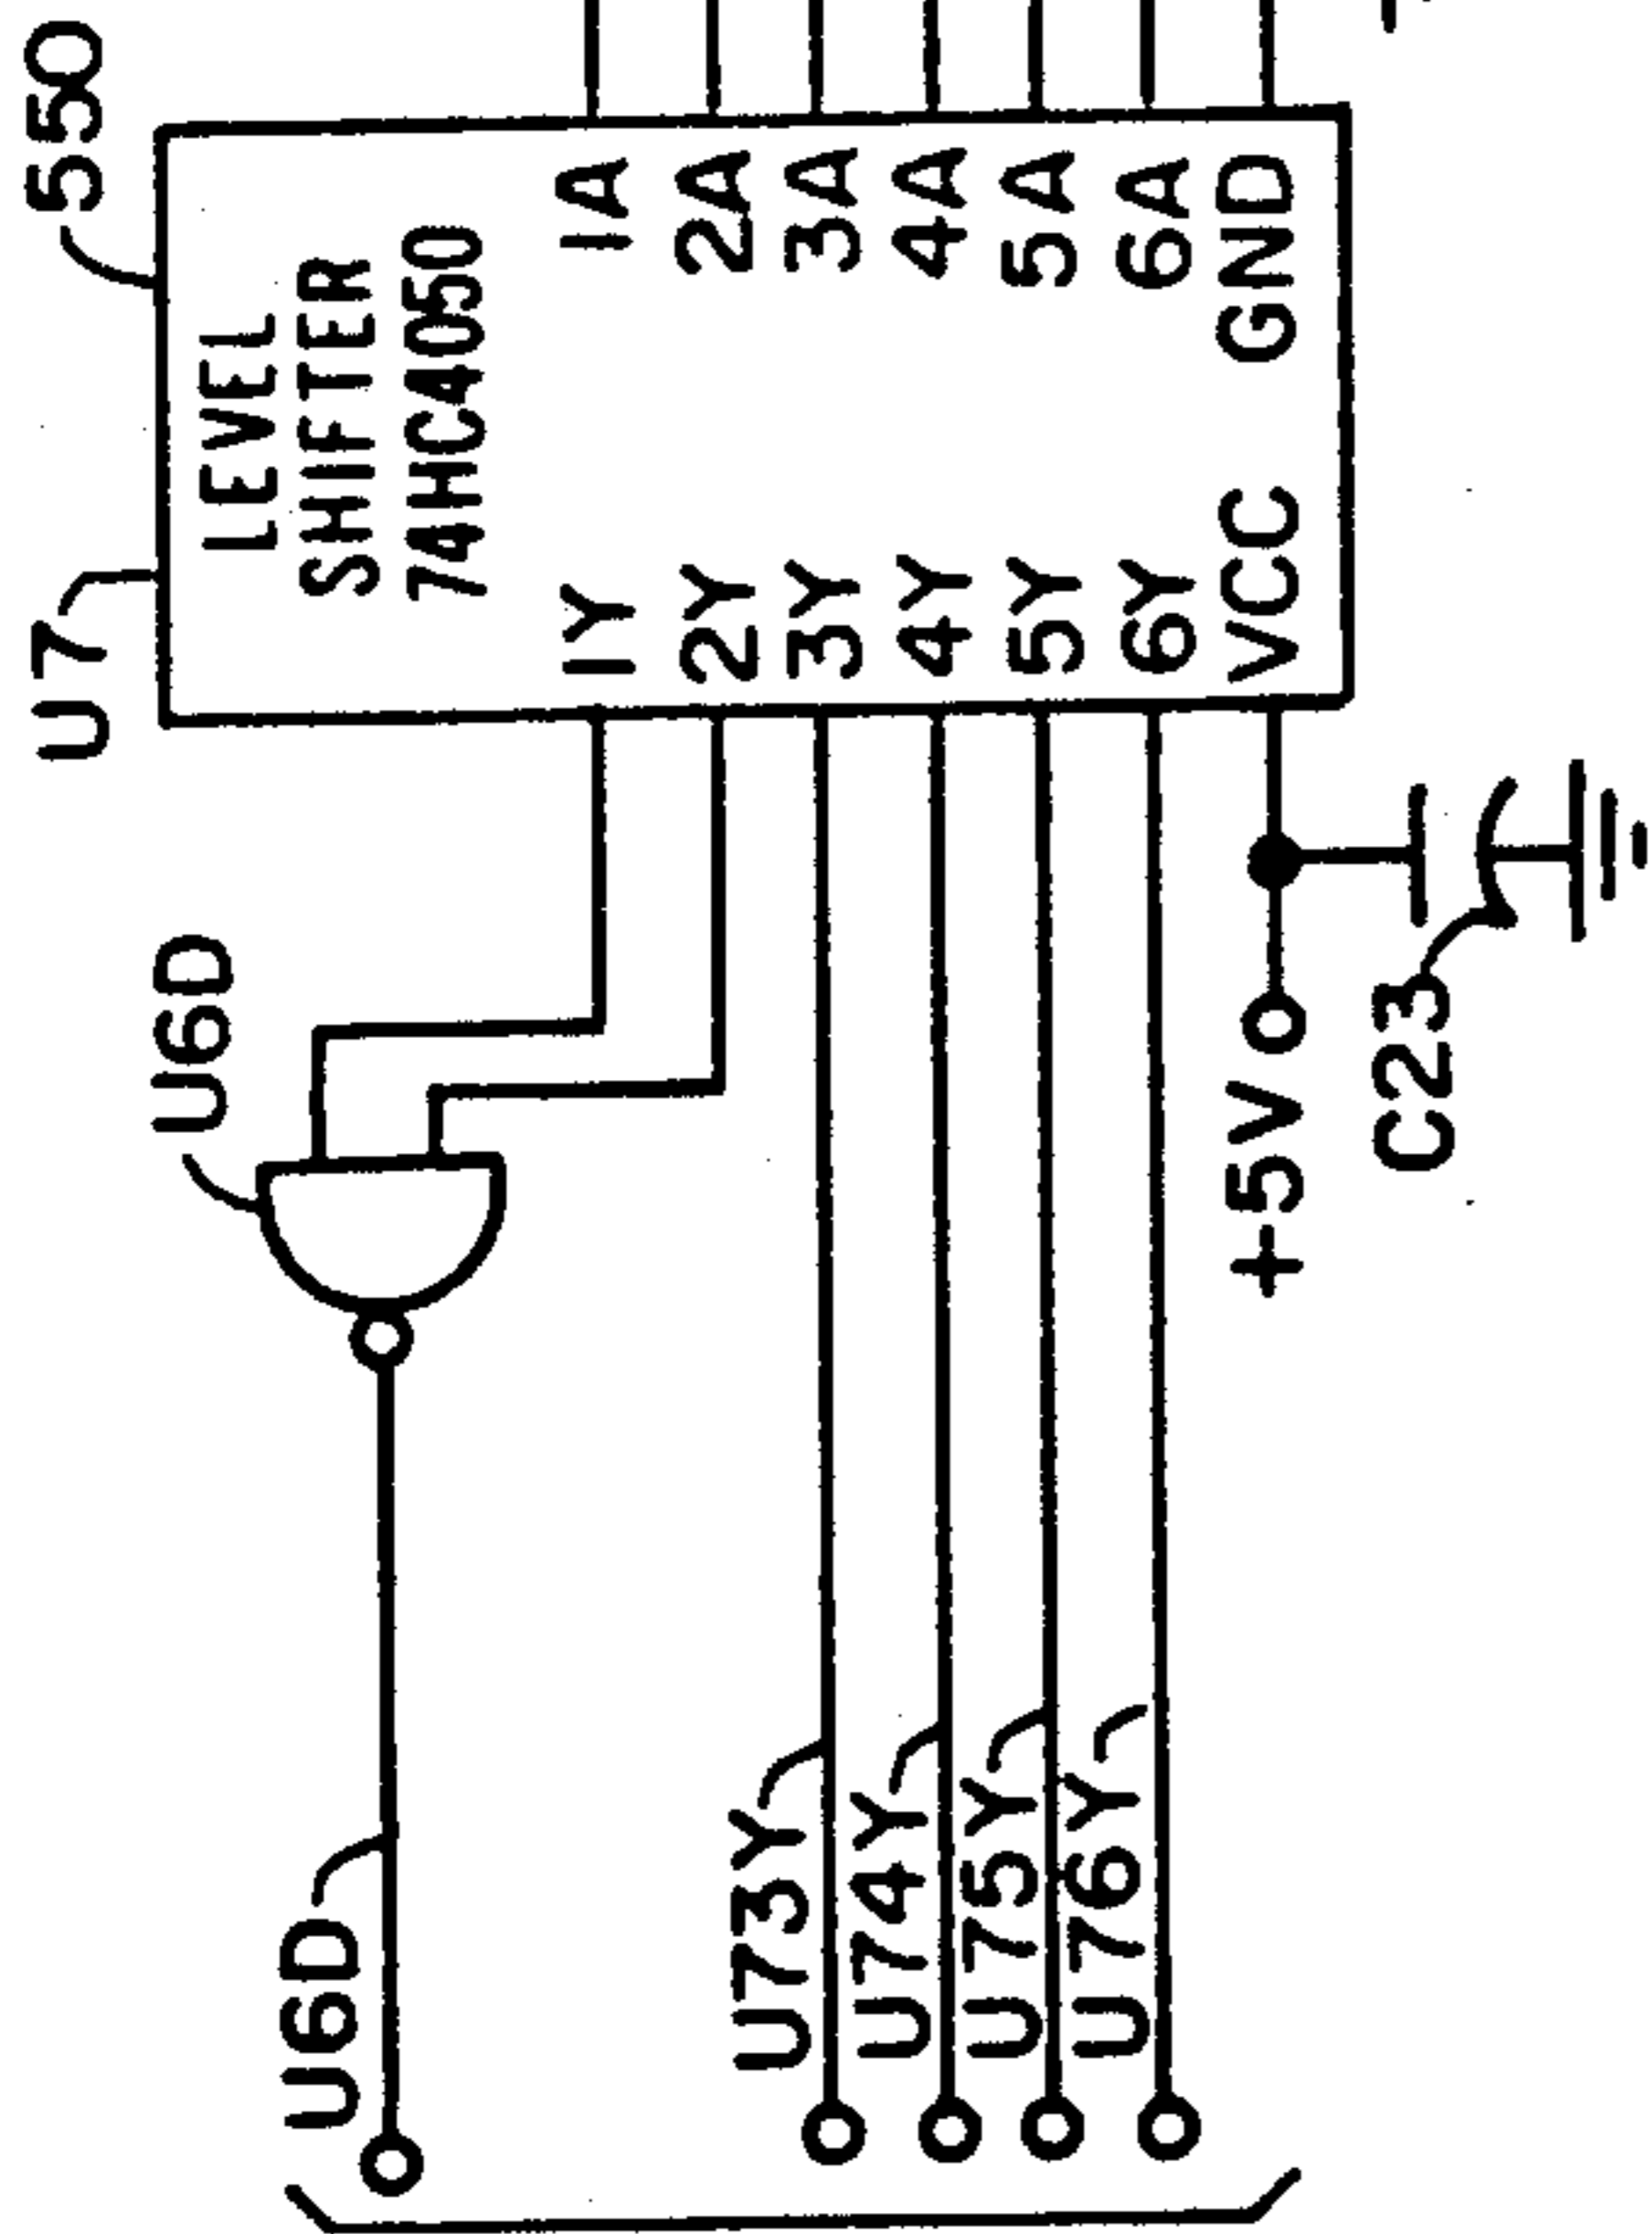 550
U7
LEVEL
SHIFTER
74HC4050
1Y 1A
2Y 2A
3Y 3A
4Y 4A
5Y 5A
6Y 6A
VCC GND
U6D
U6D
U73Y
U74Y
U75Y
U76Y
+5V
C23